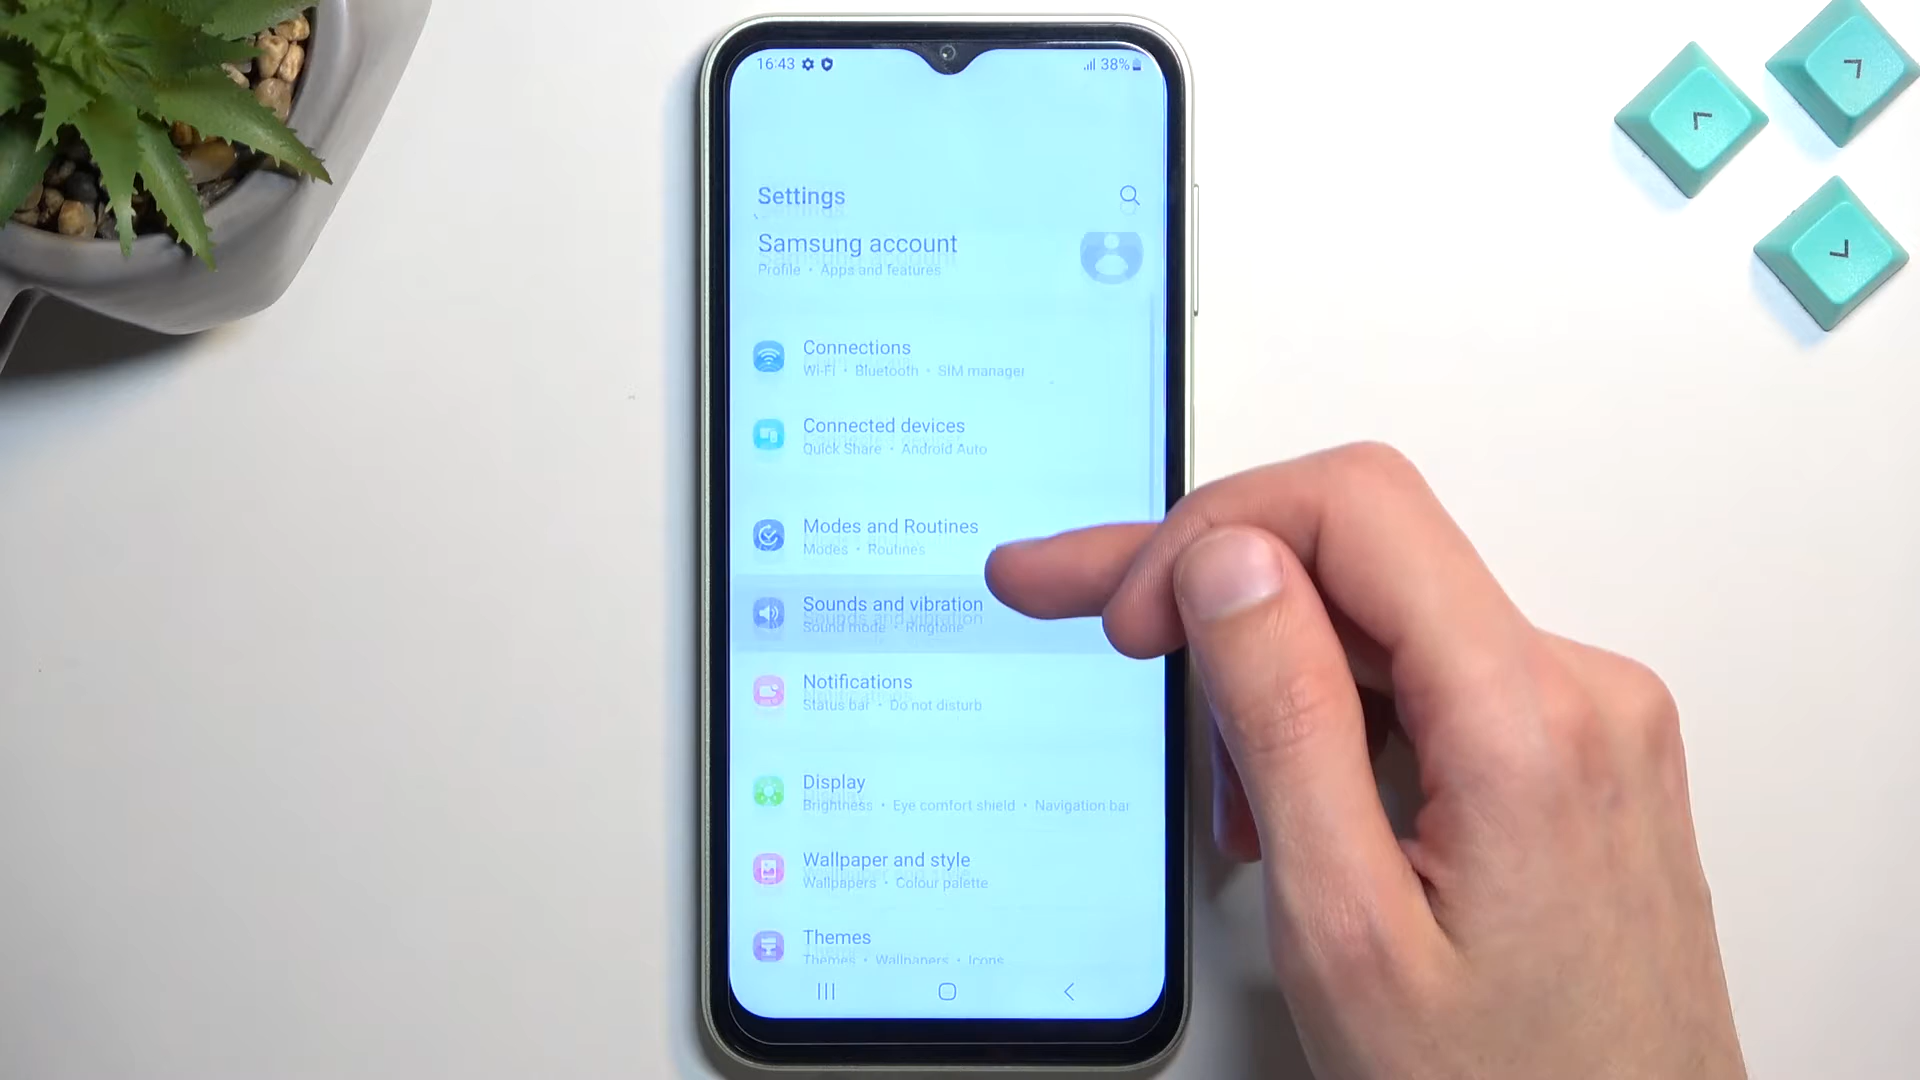 16:43 38%
Settings
Samsung account
Profile • Apps and features
Connections
Wi-Fi • Bluetooth • SIM manager
Connected devices
Quick Share • Android Auto
Modes and Routines
Modes • Routines
Sounds and vibration
Sound mode • Ringtone
Notifications
Status bar • Do not disturb
Display
Brightness • Eye comfort shield • Navigation bar
Wallpaper and style
Wallpapers • Colour palette
Themes
Themes • Wallpapers • Icons